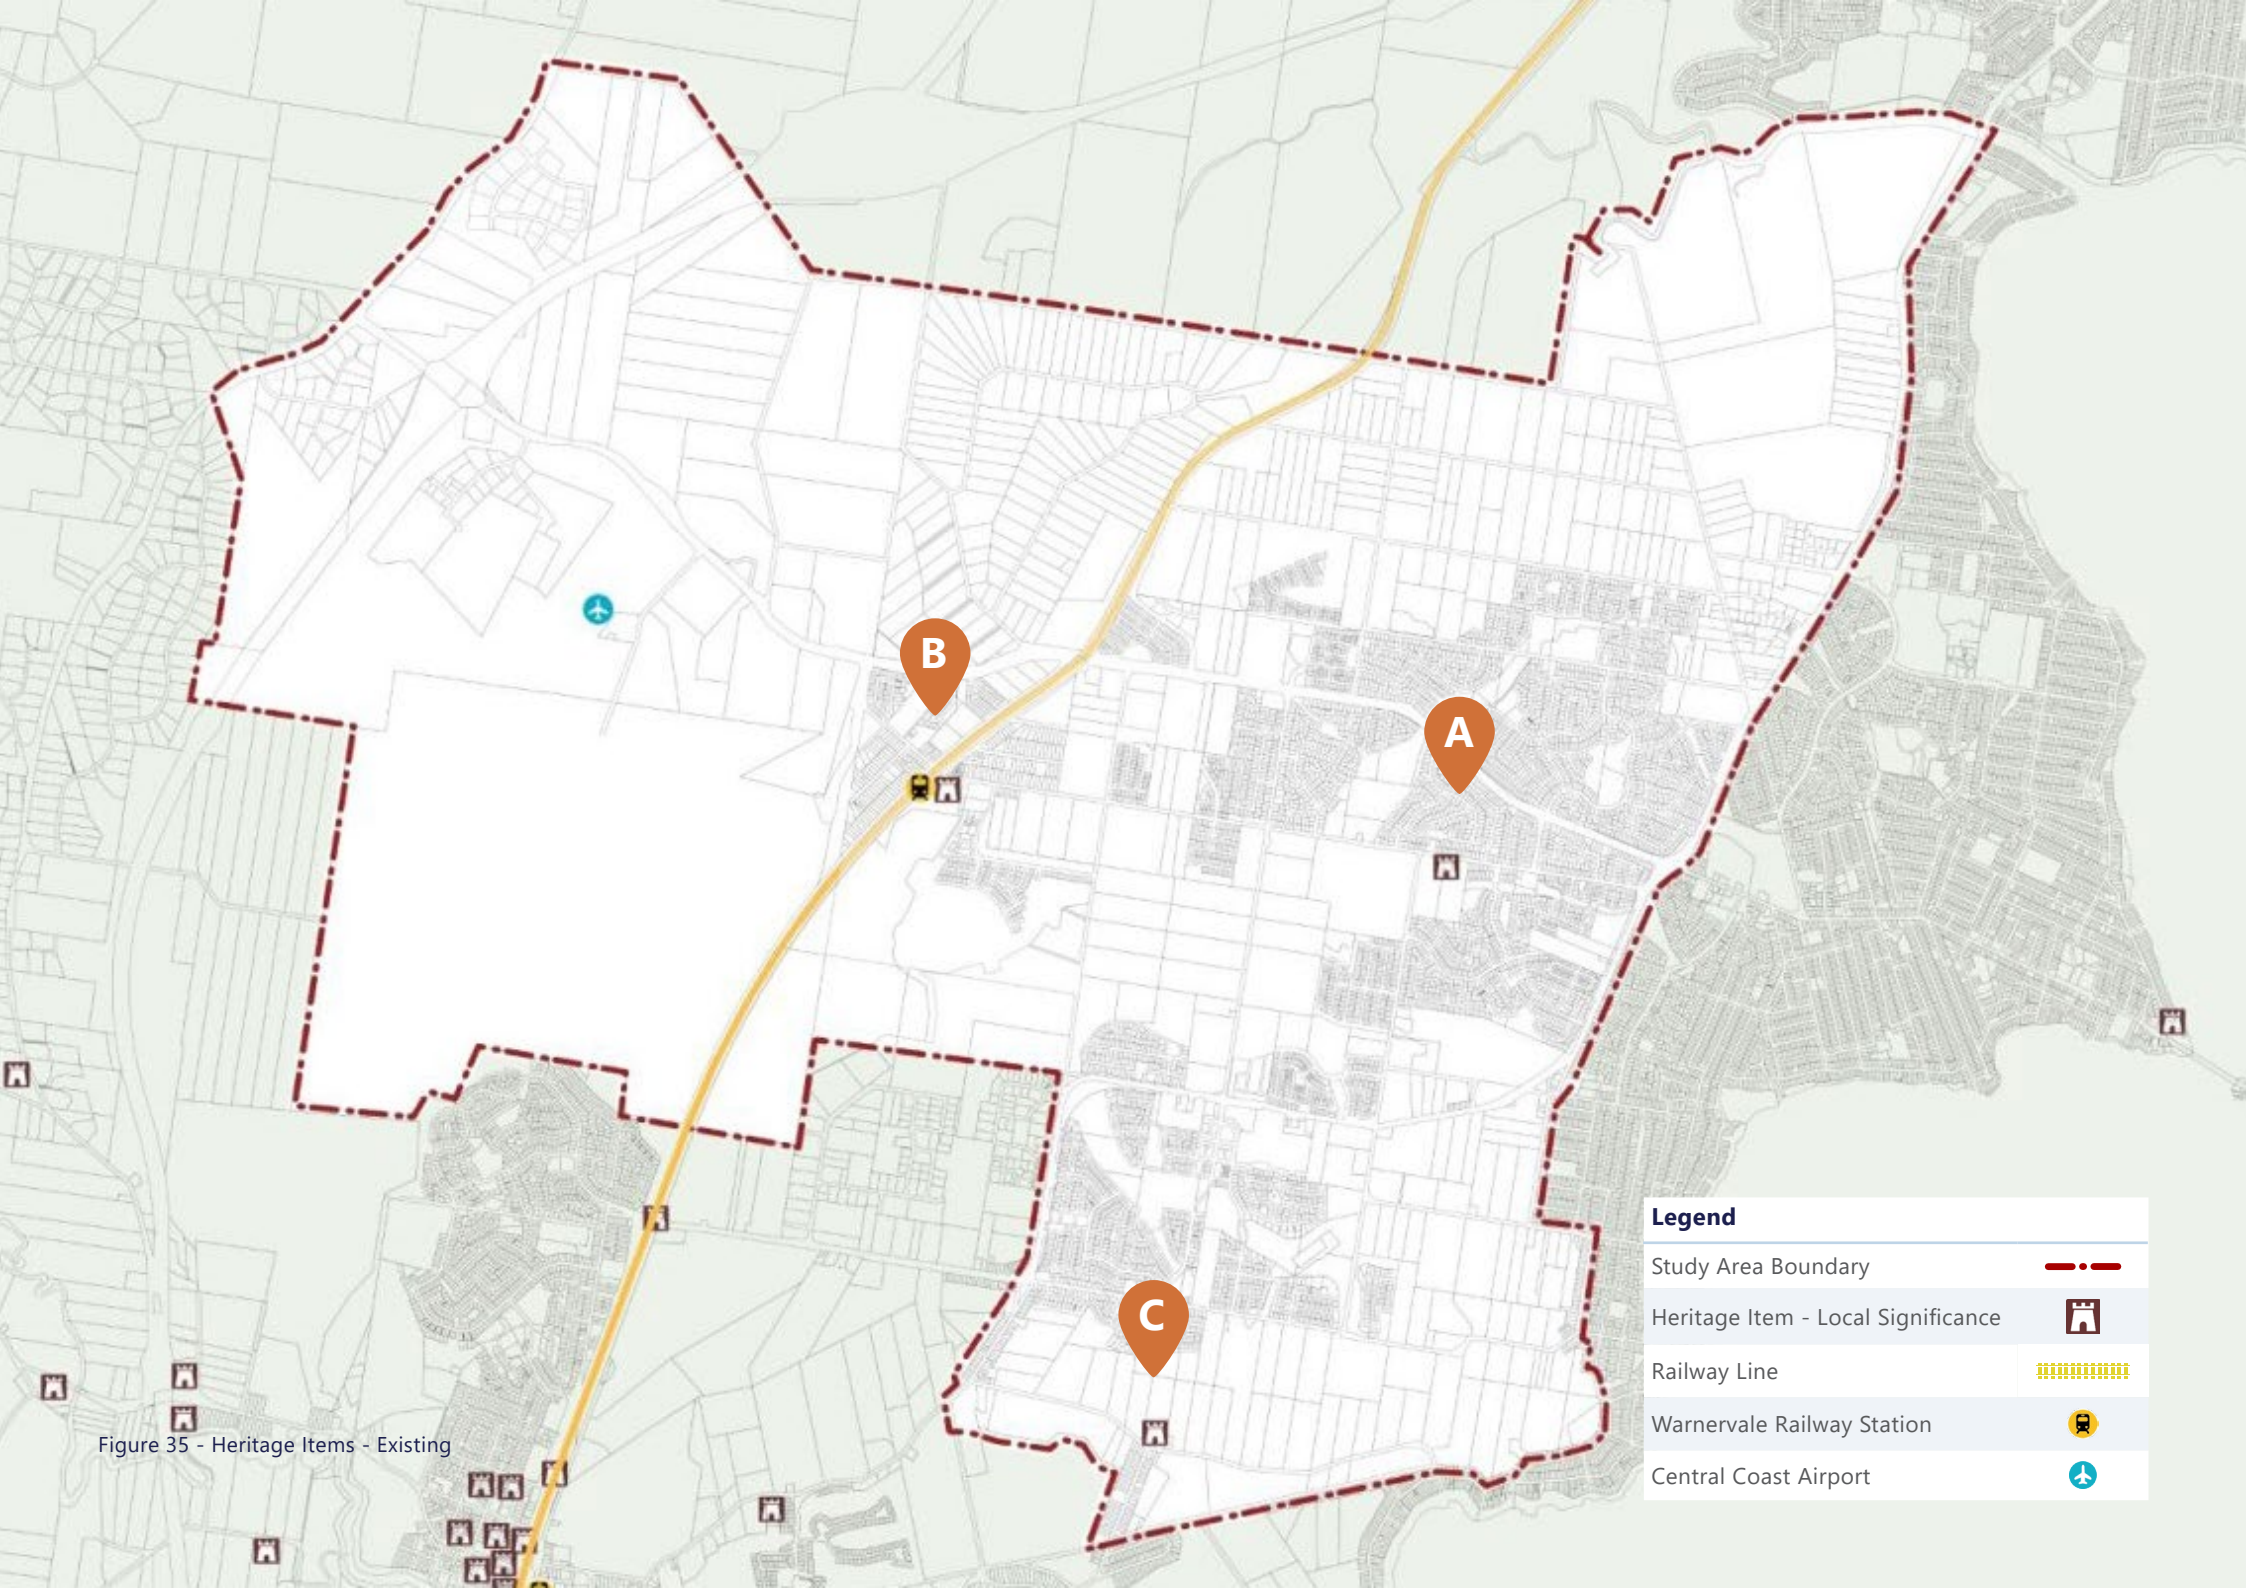 B
A
C
Legend
Study Area Boundary
Heritage Item - Local Significance
Railway Line
Warnervale Railway Station
Central Coast Airport
Figure 35 - Heritage Items - Existing